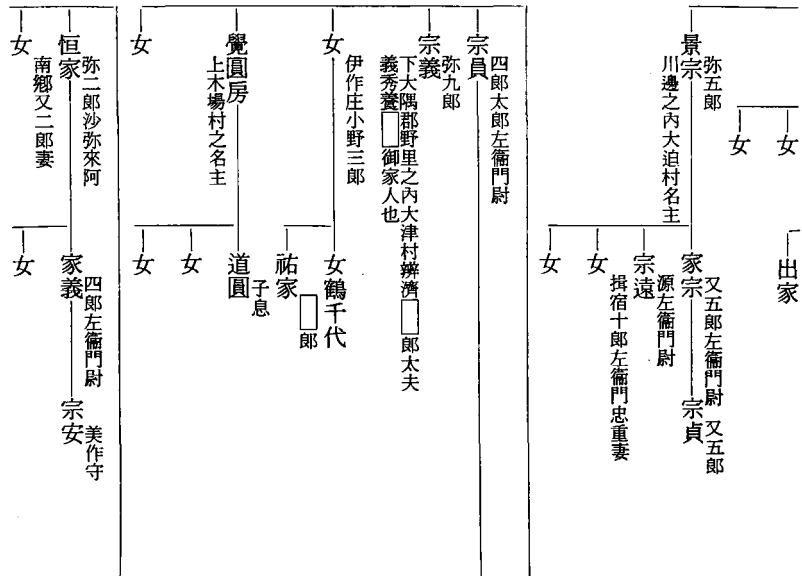 女
出家
女
景宗
弥五郎
川邊之内大迫村名主
家宗
又五郎左衞門尉
宗貞
又五郎
宗遠
源左衞門尉
女
揖宿十郎左衞門忠重妻
女
宗員
四郎太郎左衞門尉
宗義
弥九郎
下大隅郡野里之内大津村辨濟□郎太夫
義秀養□御家人也
女
伊作庄小野三郎
女鶴千代
□郎
祐家
子息
覺圓房
上木場村之名主
道圓
女
女
女
恒家
弥二郎沙弥來阿
家義
四郎左衞門尉
宗安
美作守
女
女
南郷又二郎妻